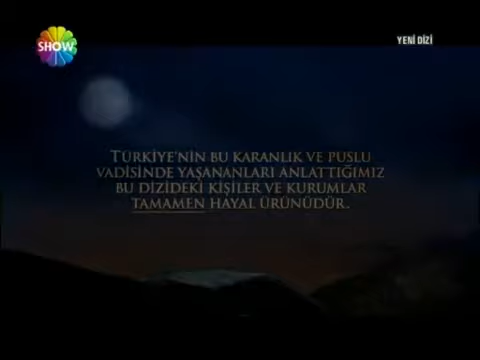 SHOW
YENİ DİZİ
TÜRKİYE'NİN BU KARANLIK VE PUSLU
VADİSİNDE YAŞANANLARI ANLATTIĞIMIZ
BU DİZİDEKİ KİŞİLER VE KURUMLAR
TAMAMEN HAYAL ÜRÜNÜDÜR.